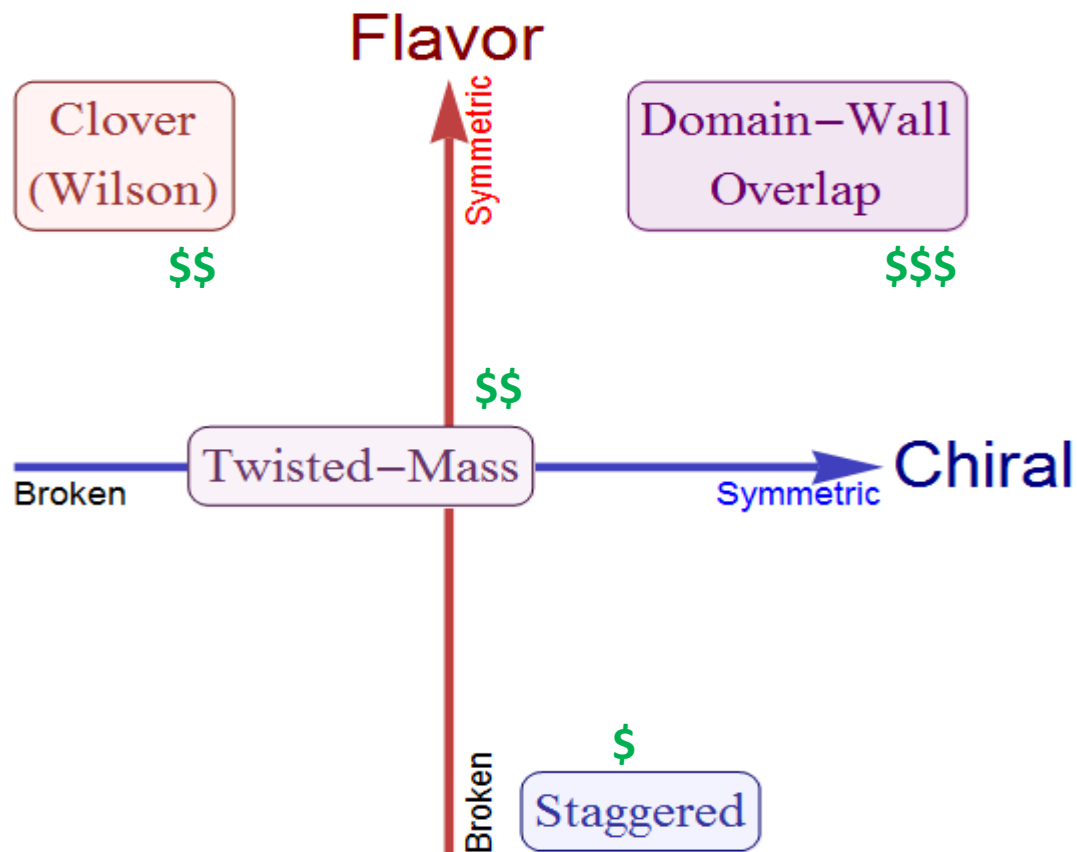 Flavor
Symmetric
Clover
(Wilson)
$$
Domain–Wall
Overlap
$$$
$$
Twisted–Mass
Broken
Symmetric
Chiral
$
Broken
Staggered